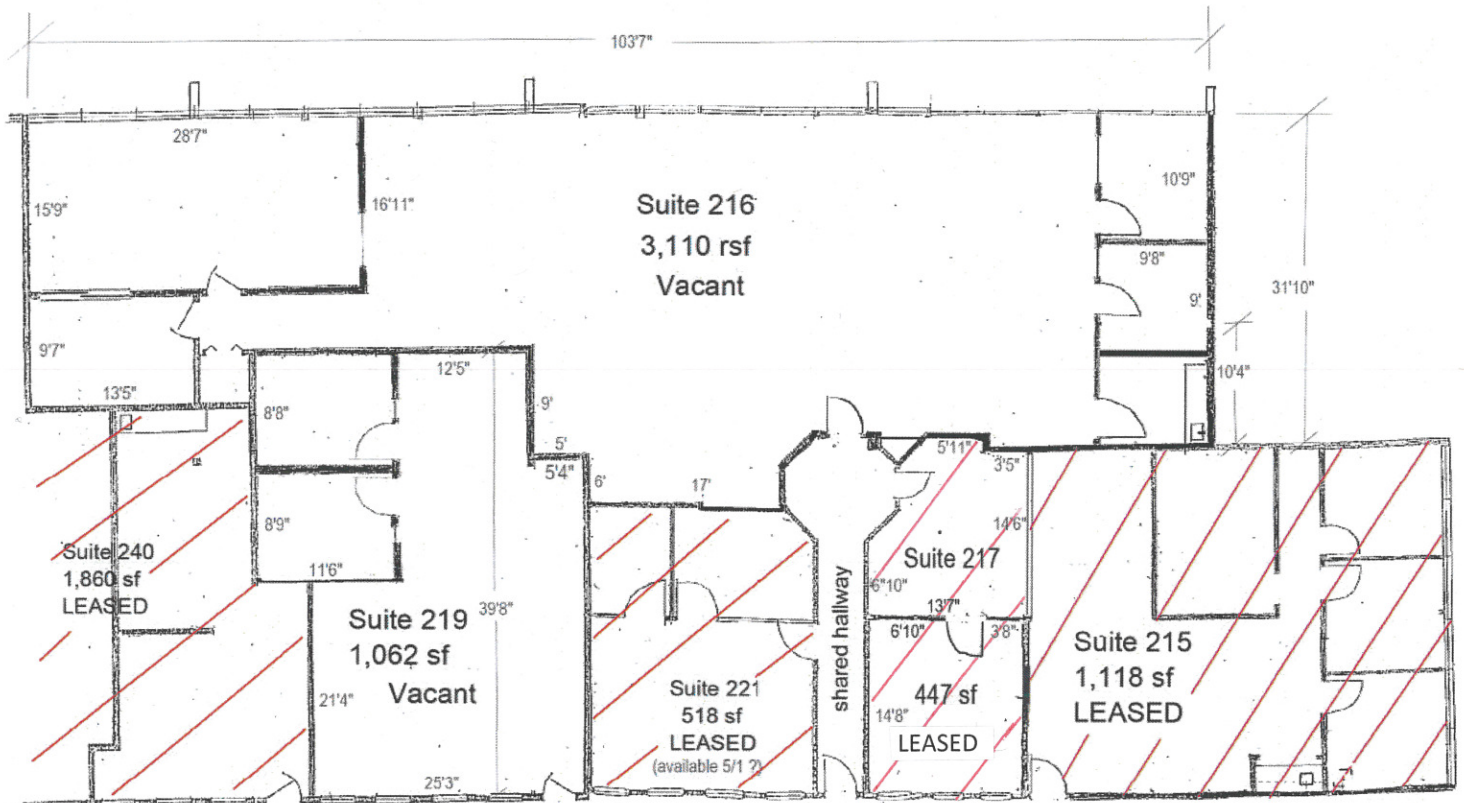 103'7"
28'7"
15'9"
16'11"
Suite 216
3,110 rsf
Vacant
10'9"
9'8"
9'
31'10"
10'4"
9'7"
13'5"
12'5"
9'
5'
5'4"
8'8"
8'9"
11'6"
39'8"
6'
17'
5'11"
3'5"
14'6"
Suite 240
1,860 sf
LEASED
Suite 219
1,062 sf
Vacant
21'4"
25'3"
Suite 221
518 sf
LEASED
(available 5/1 ?)
shared hallway
Suite 217
6"10"
13'7"
6'10"
3'8"
447 sf
LEASED
14'8"
Suite 215
1,118 sf
LEASED